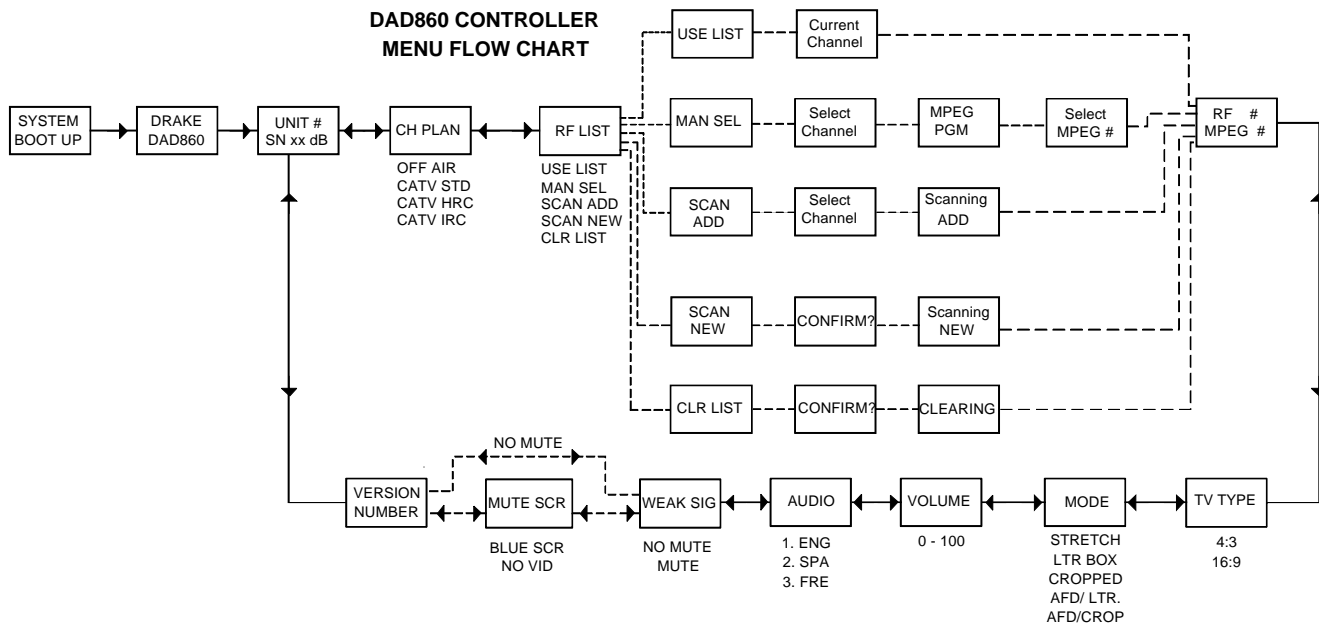 DAD860 CONTROLLER
MENU FLOW CHART
SYSTEM
BOOT UP
DRAKE
DAD860
UNIT #
SN xx dB
CH PLAN
OFF AIR
CATV STD
CATV HRC
CATV IRC
RF LIST
USE LIST
MAN SEL
SCAN ADD
SCAN NEW
CLR LIST
USE LIST
Current
Channel
MAN SEL
Select
Channel
MPEG
PGM
Select
MPEG #
RF #
MPEG #
SCAN
ADD
Select
Channel
Scanning
ADD
SCAN
NEW
CONFIRM?
Scanning
NEW
CLR LIST
CONFIRM?
CLEARING
NO MUTE
VERSION
NUMBER
MUTE SCR
BLUE SCR
NO VID
WEAK SIG
NO MUTE
MUTE
AUDIO
1. ENG
2. SPA
3. FRE
VOLUME
0 - 100
MODE
STRETCH
LTR BOX
CROPPED
AFD/ LTR.
AFD/CROP
TV TYPE
4:3
16:9